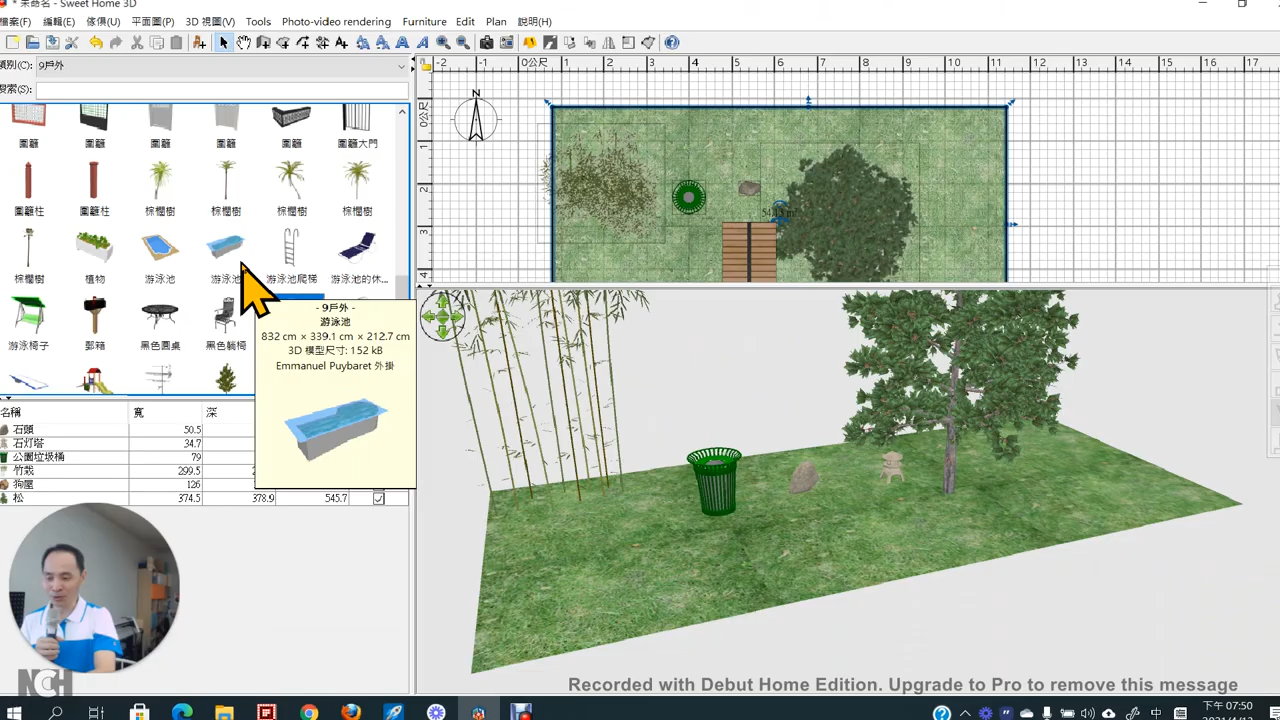 * 未命名 - Sweet Home 3D
檔案(F) 編輯(E) 傢俱(U) 平面圖(P) 3D 視圖(V) Tools Photo-video rendering Furniture Edit Plan 說明(H)
類別(C): 9戶外
搜索(S):
-2 -1 0公尺 1 2 3 4 5 6 7 8 9 10 11 12 13 14 15 16 17
0公尺 1 2 3 4
N
圍籬 圍籬 圍籬 圍籬 圍籬 圍籬大門
圍籬柱 圍籬柱 棕櫚樹 棕櫚樹 棕櫚樹 棕櫚樹
棕櫚樹 植物 游泳池 游泳池 游泳池爬梯 游泳池的休...
游泳椅子 郵箱 黑色圓桌 黑色躺椅
- 9戶外 -
游泳池
832 cm × 339.1 cm × 212.7 cm
3D 模型尺寸: 152 kB
Emmanuel Puybaret 外掛
名稱 寬 深
石頭 50.5
石灯塔 34.7
公園垃圾桶 79
竹栽 299.5
狗屋 126
松 374.5 378.9 545.7
NCH
Recorded with Debut Home Edition. Upgrade to Pro to remove this message
中
下午 07:50